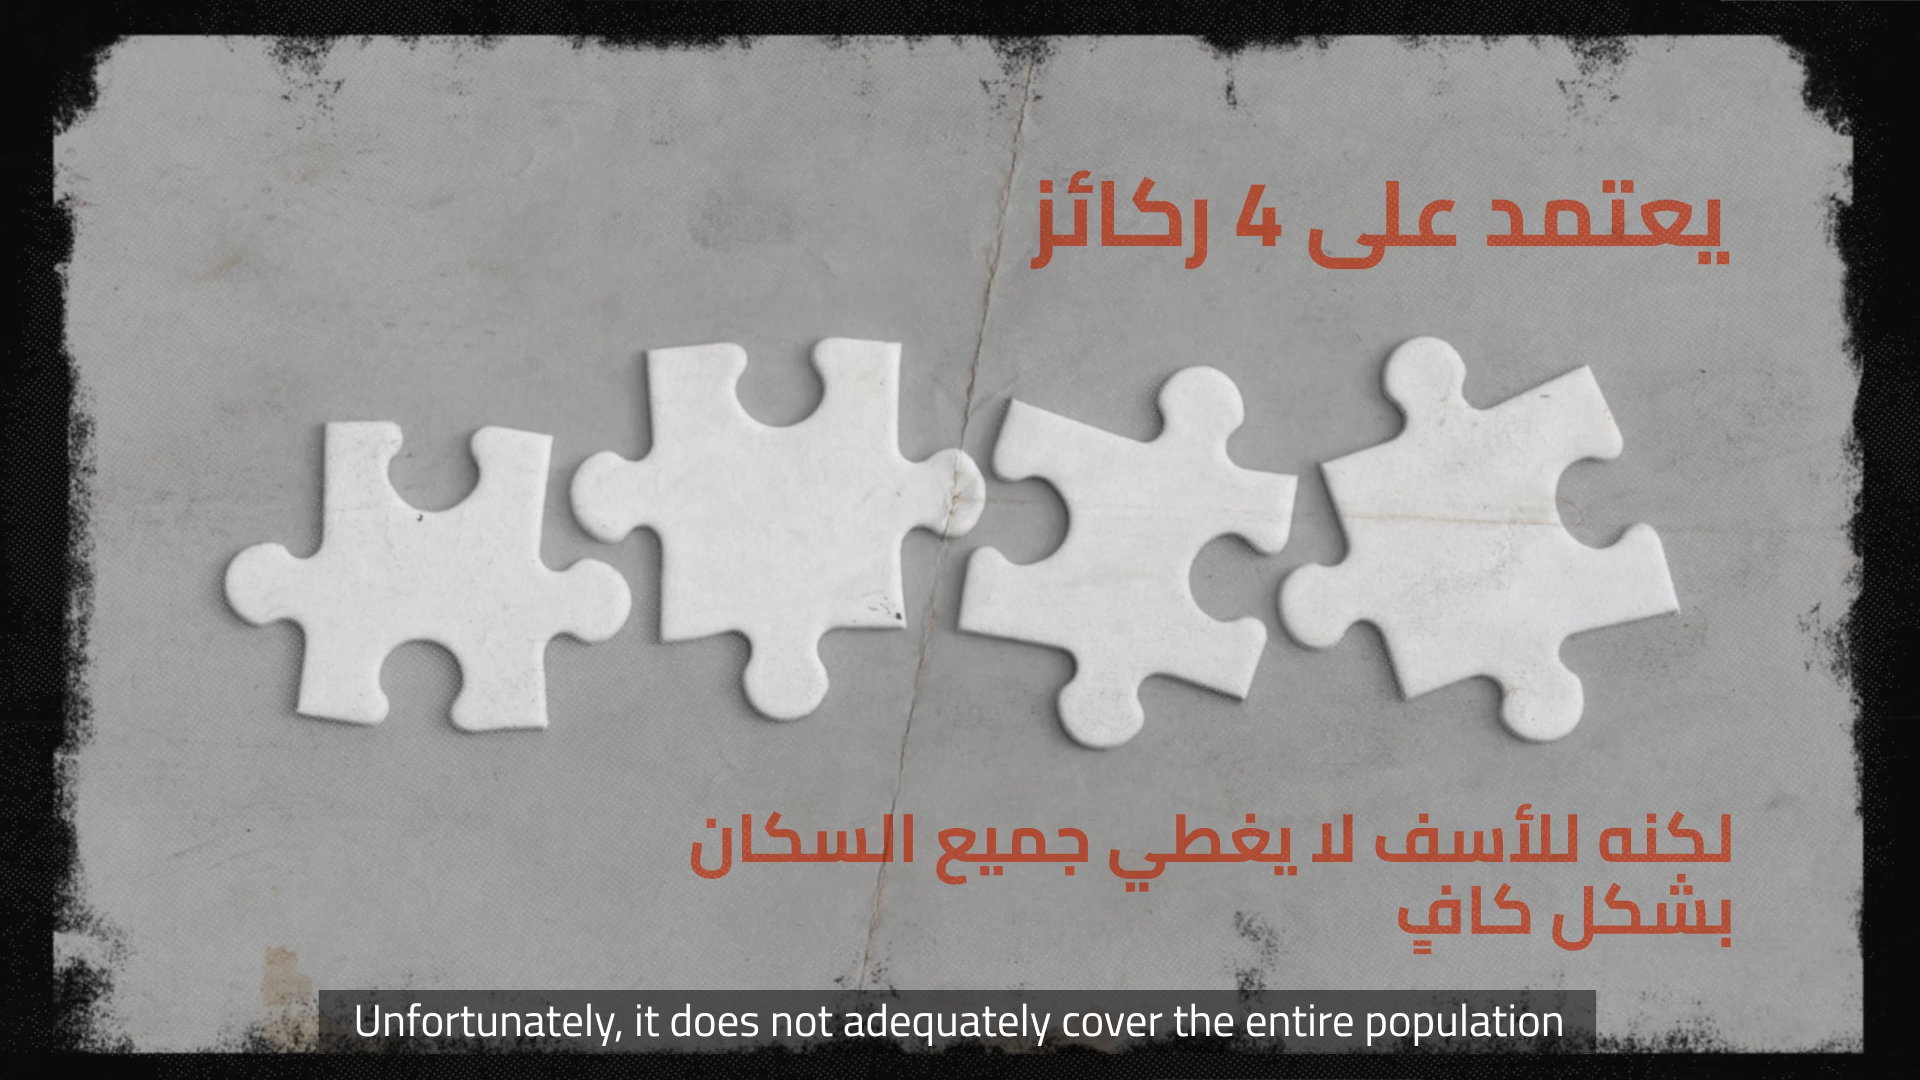 يعتمد على 4 ركائز
لكنه للأسف لا يغطي جميع السكان
بشكل كافٍ
Unfortunately, it does not adequately cover the entire population